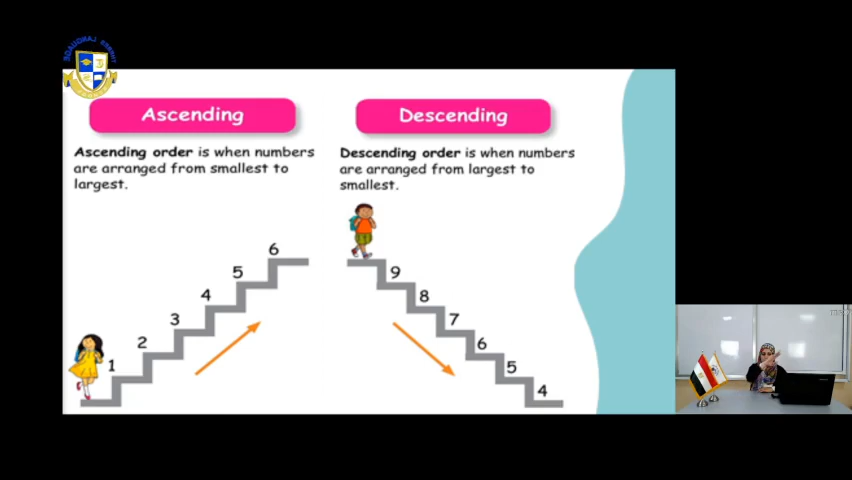 Ascending
Ascending order is when numbers
are arranged from smallest to
largest.
1
2
3
4
5
6
Descending
Descending order is when numbers
are arranged from largest to
smallest.
9
8
7
6
5
4